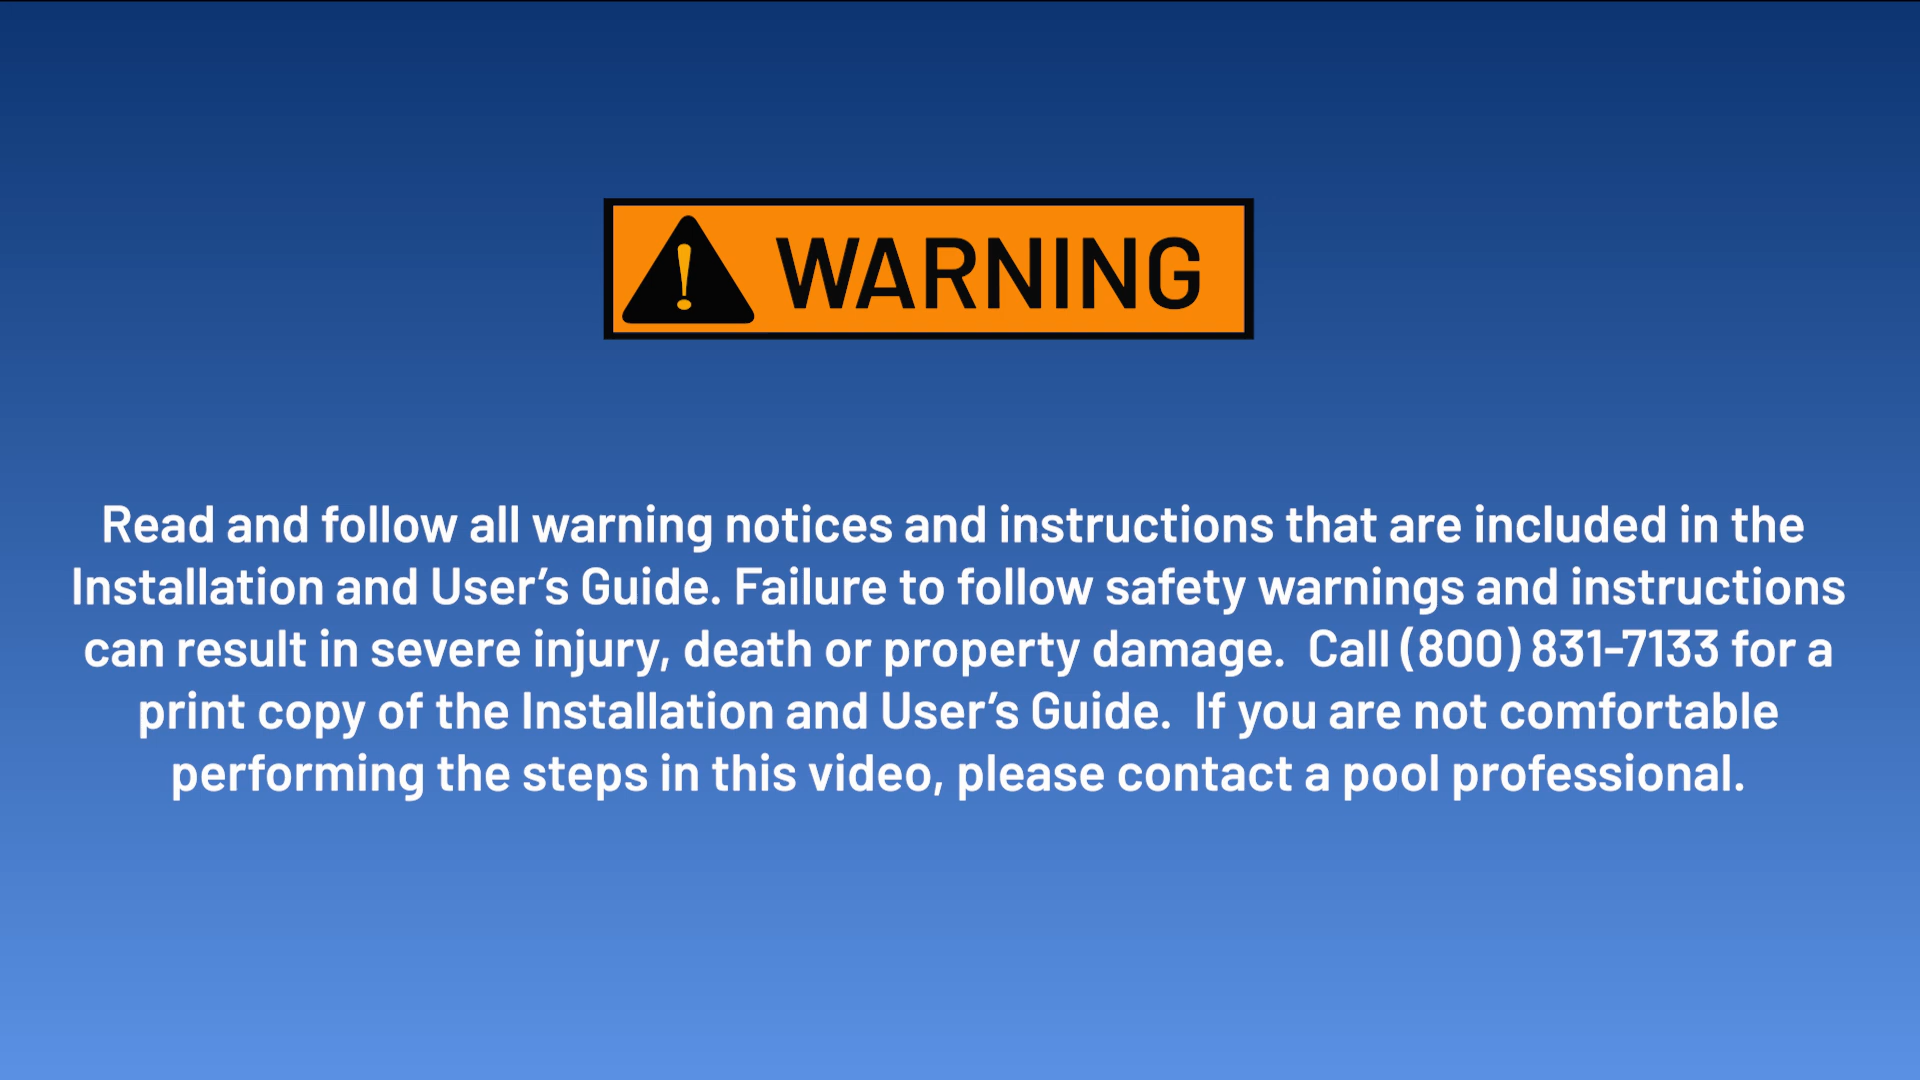 WARNING
Read and follow all warning notices and instructions that are included in the
Installation and User’s Guide. Failure to follow safety warnings and instructions
can result in severe injury, death or property damage.  Call (800) 831-7133 for a
print copy of the Installation and User’s Guide.  If you are not comfortable
performing the steps in this video, please contact a pool professional.